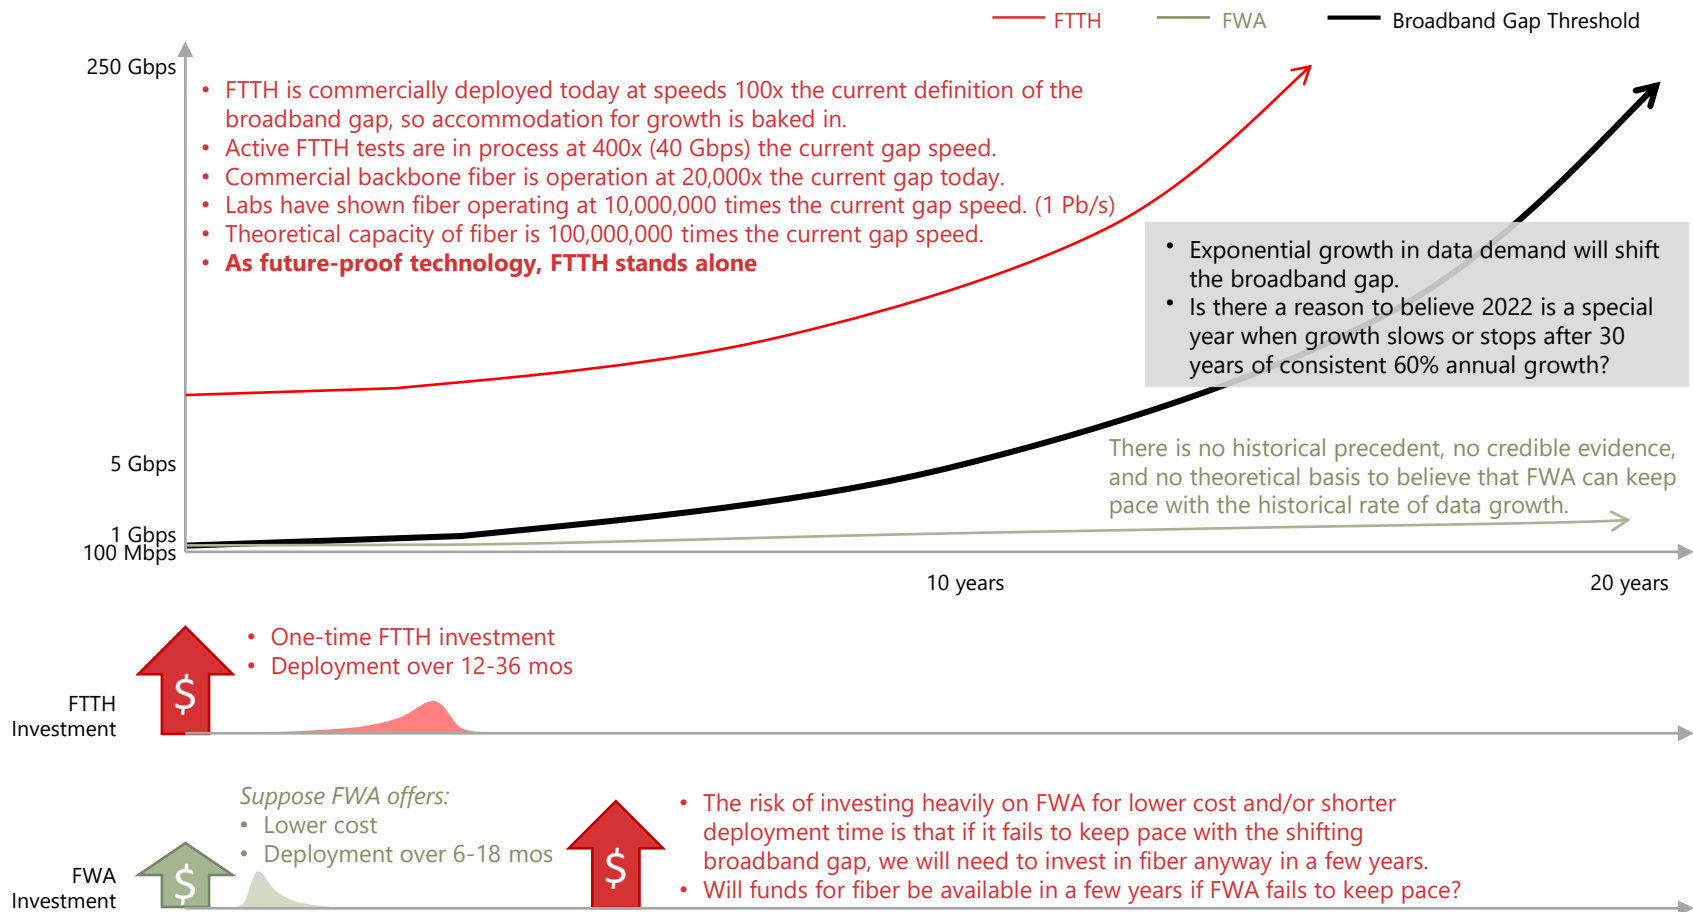 FTTH
FWA
Broadband Gap Threshold
250 Gbps
• FTTH is commercially deployed today at speeds 100x the current definition of the
broadband gap, so accommodation for growth is baked in.
• Active FTTH tests are in process at 400x (40 Gbps) the current gap speed.
• Commercial backbone fiber is operation at 20,000x the current gap today.
• Labs have shown fiber operating at 10,000,000 times the current gap speed. (1 Pb/s)
• Theoretical capacity of fiber is 100,000,000 times the current gap speed.
• As future-proof technology, FTTH stands alone
• Exponential growth in data demand will shift
the broadband gap.
• Is there a reason to believe 2022 is a special
year when growth slows or stops after 30
years of consistent 60% annual growth?
There is no historical precedent, no credible evidence,
and no theoretical basis to believe that FWA can keep
pace with the historical rate of data growth.
5 Gbps
1 Gbps
100 Mbps
10 years
20 years
• One-time FTTH investment
• Deployment over 12-36 mos
$
FTTH
Investment
Suppose FWA offers:
• Lower cost
• Deployment over 6-18 mos
$
FWA
Investment
$
• The risk of investing heavily on FWA for lower cost and/or shorter
deployment time is that if it fails to keep pace with the shifting
broadband gap, we will need to invest in fiber anyway in a few years.
• Will funds for fiber be available in a few years if FWA fails to keep pace?